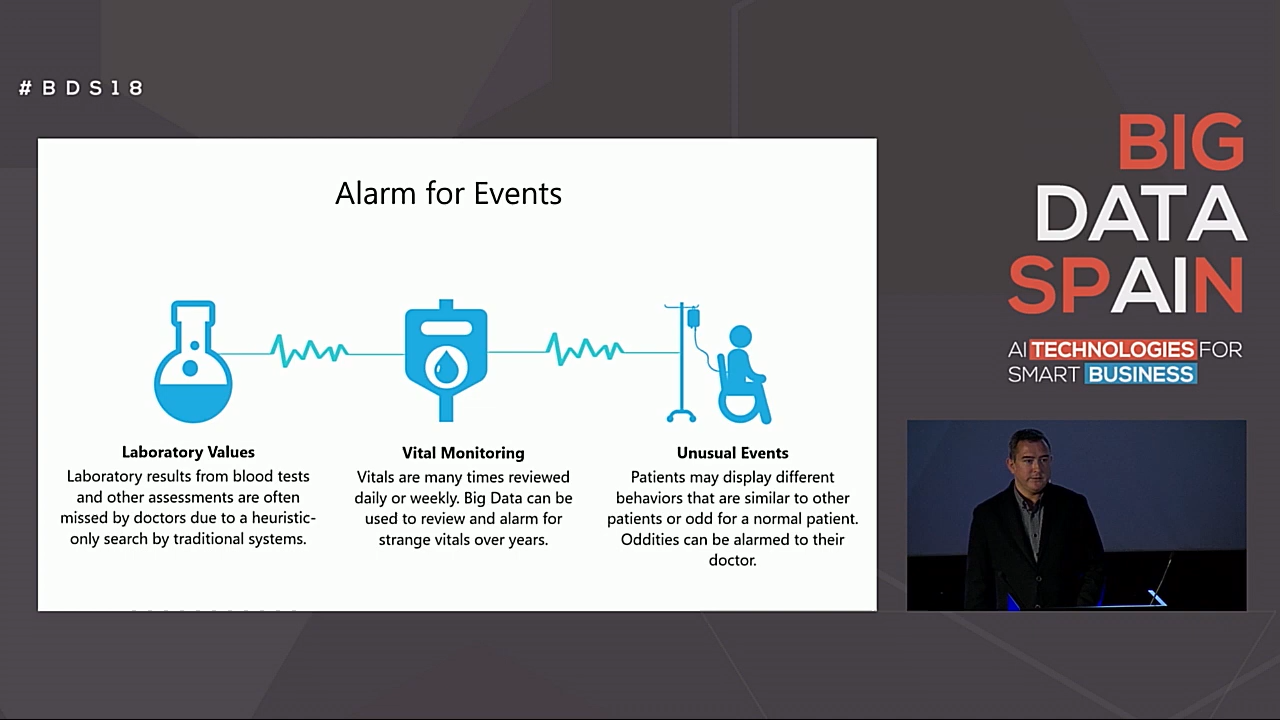 #BDS18
Alarm for Events
Laboratory Values
Laboratory results from blood tests
and other assessments are often
missed by doctors due to a heuristic-
only search by traditional systems.
Vital Monitoring
Vitals are many times reviewed
daily or weekly. Big Data can be
used to review and alarm for
strange vitals over years.
Unusual Events
Patients may display different
behaviors that are similar to other
patients or odd for a normal patient.
Oddities can be alarmed to their
doctor.
BIG
DATA
SPAIN
AI TECHNOLOGIES FOR
SMART BUSINESS